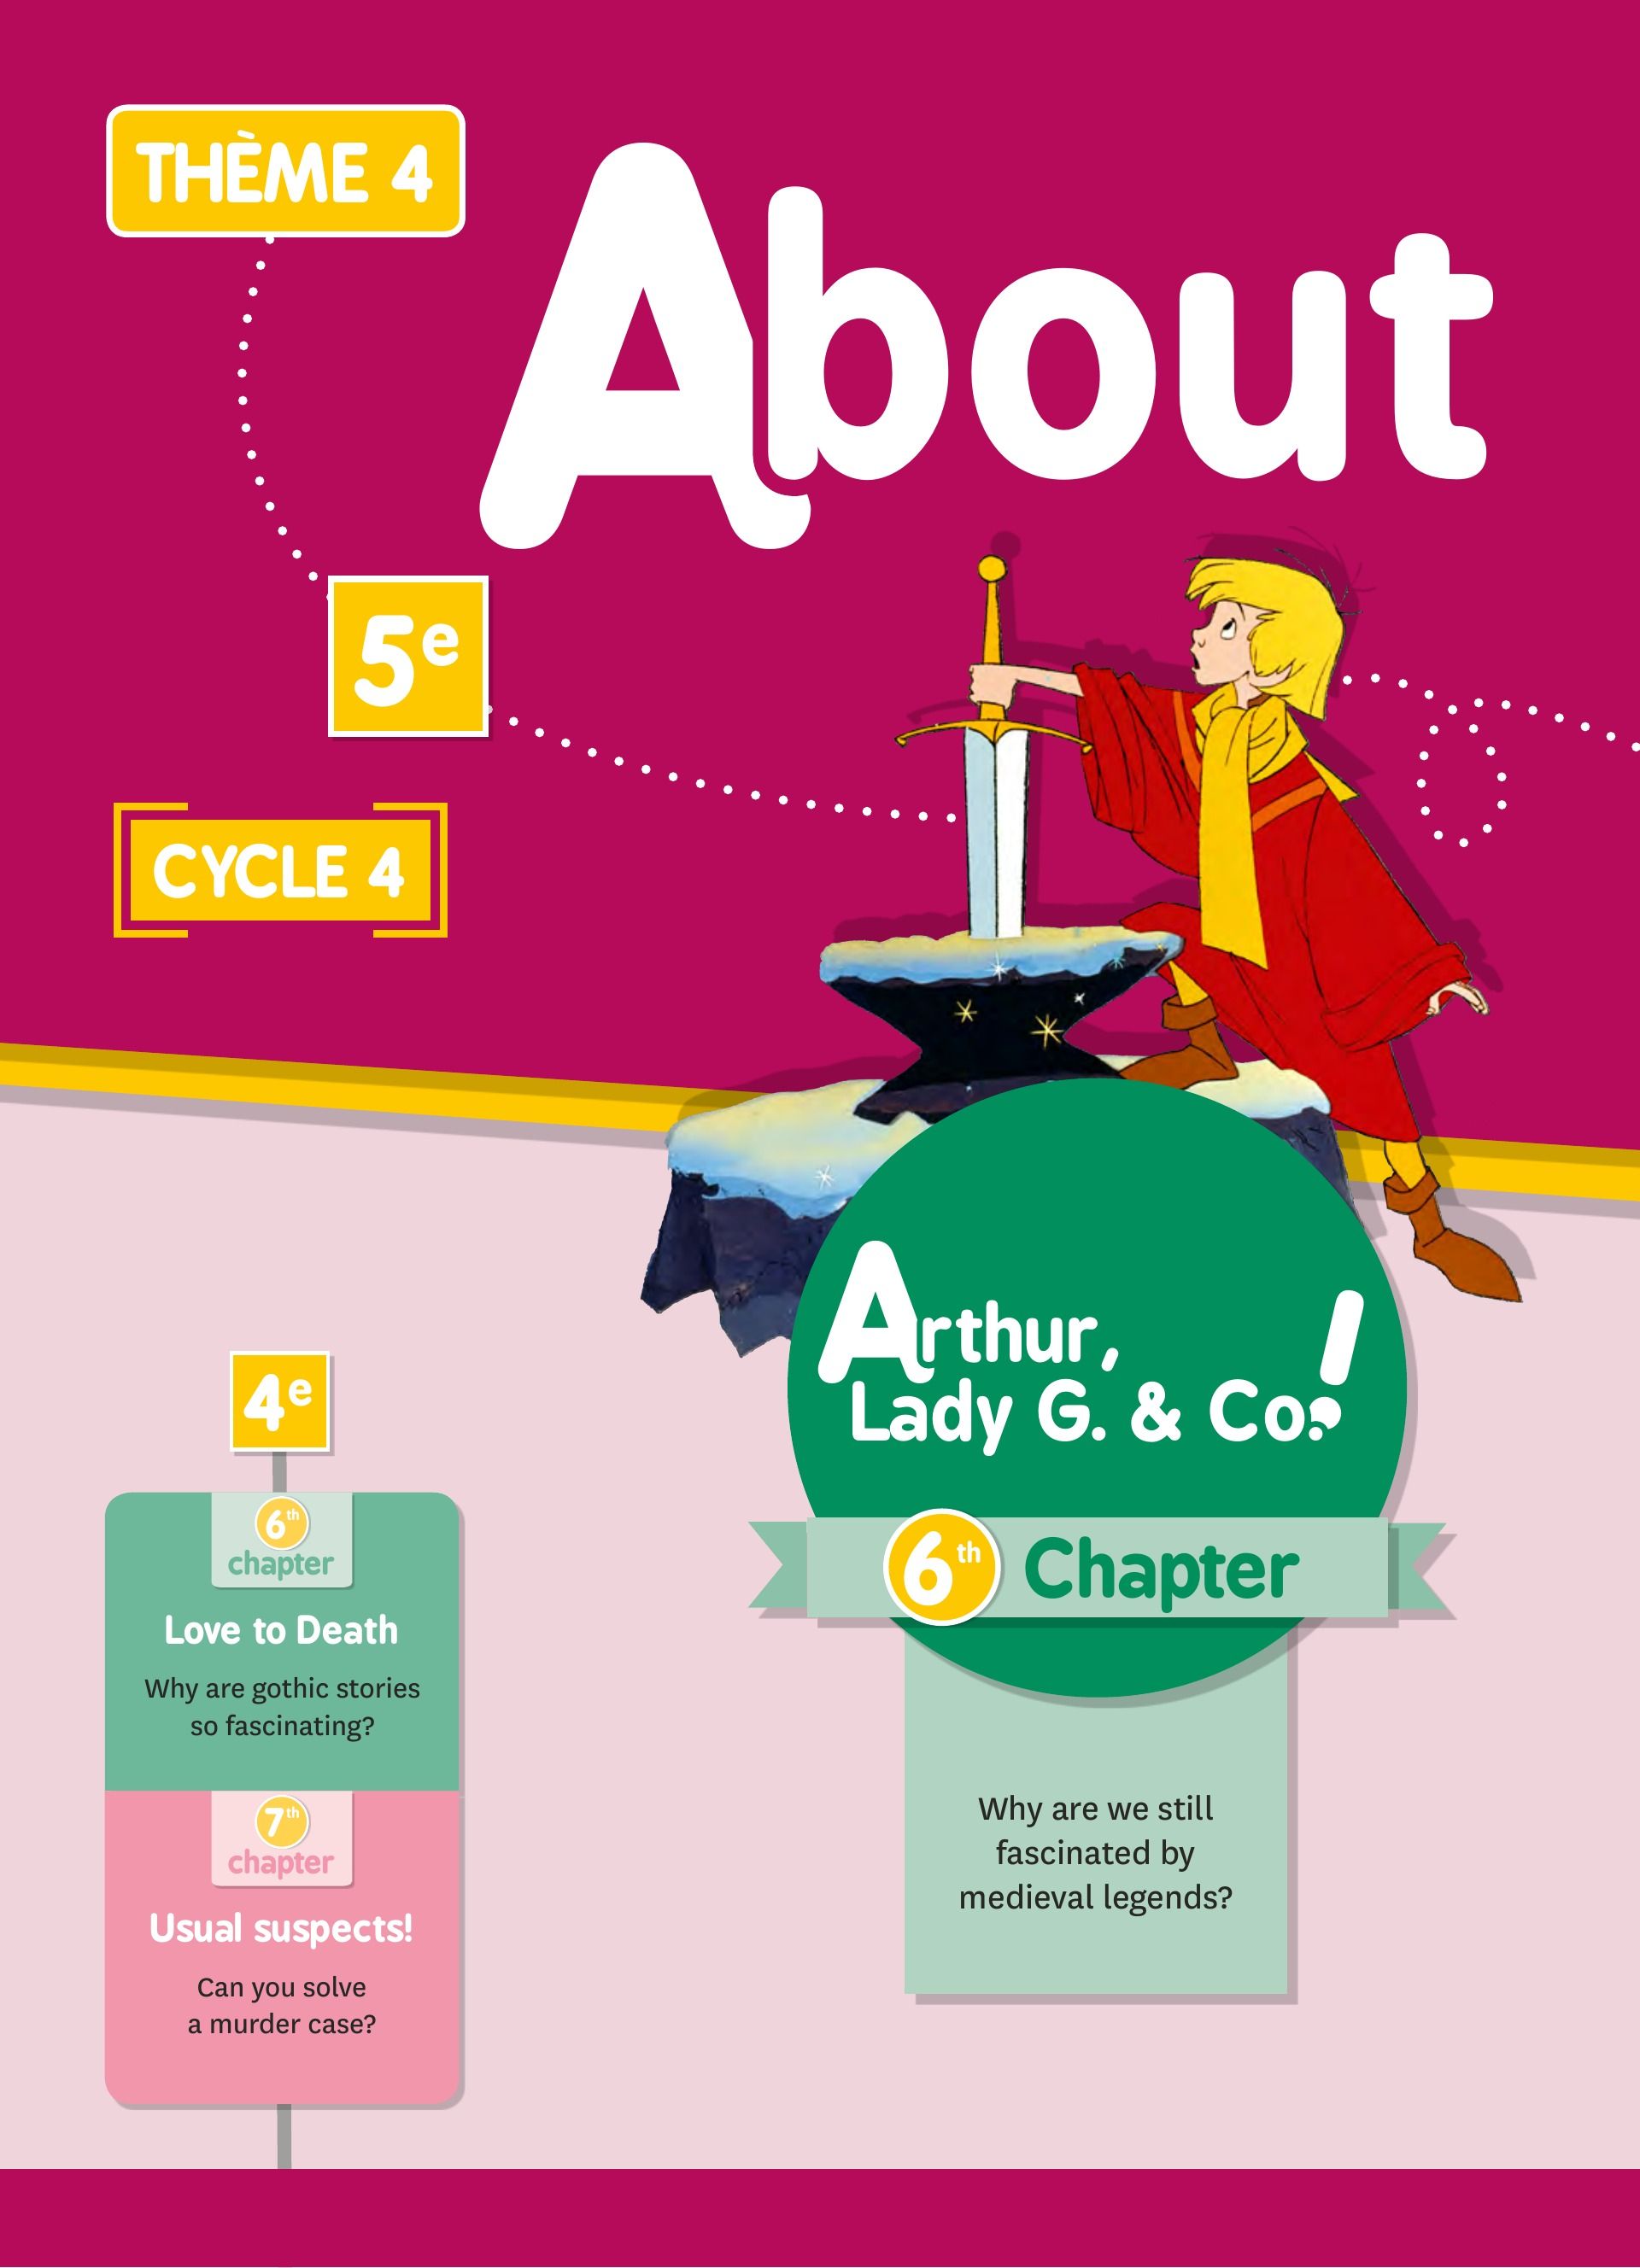 THÈME 4
About
5e
CYCLE 4
Arthur,
Lady G. & Co!
6th Chapter
Why are we still
fascinated by
medieval legends?
4e
6th
chapter
Love to Death
Why are gothic stories
so fascinating?
7th
chapter
Usual suspects!
Can you solve
a murder case?